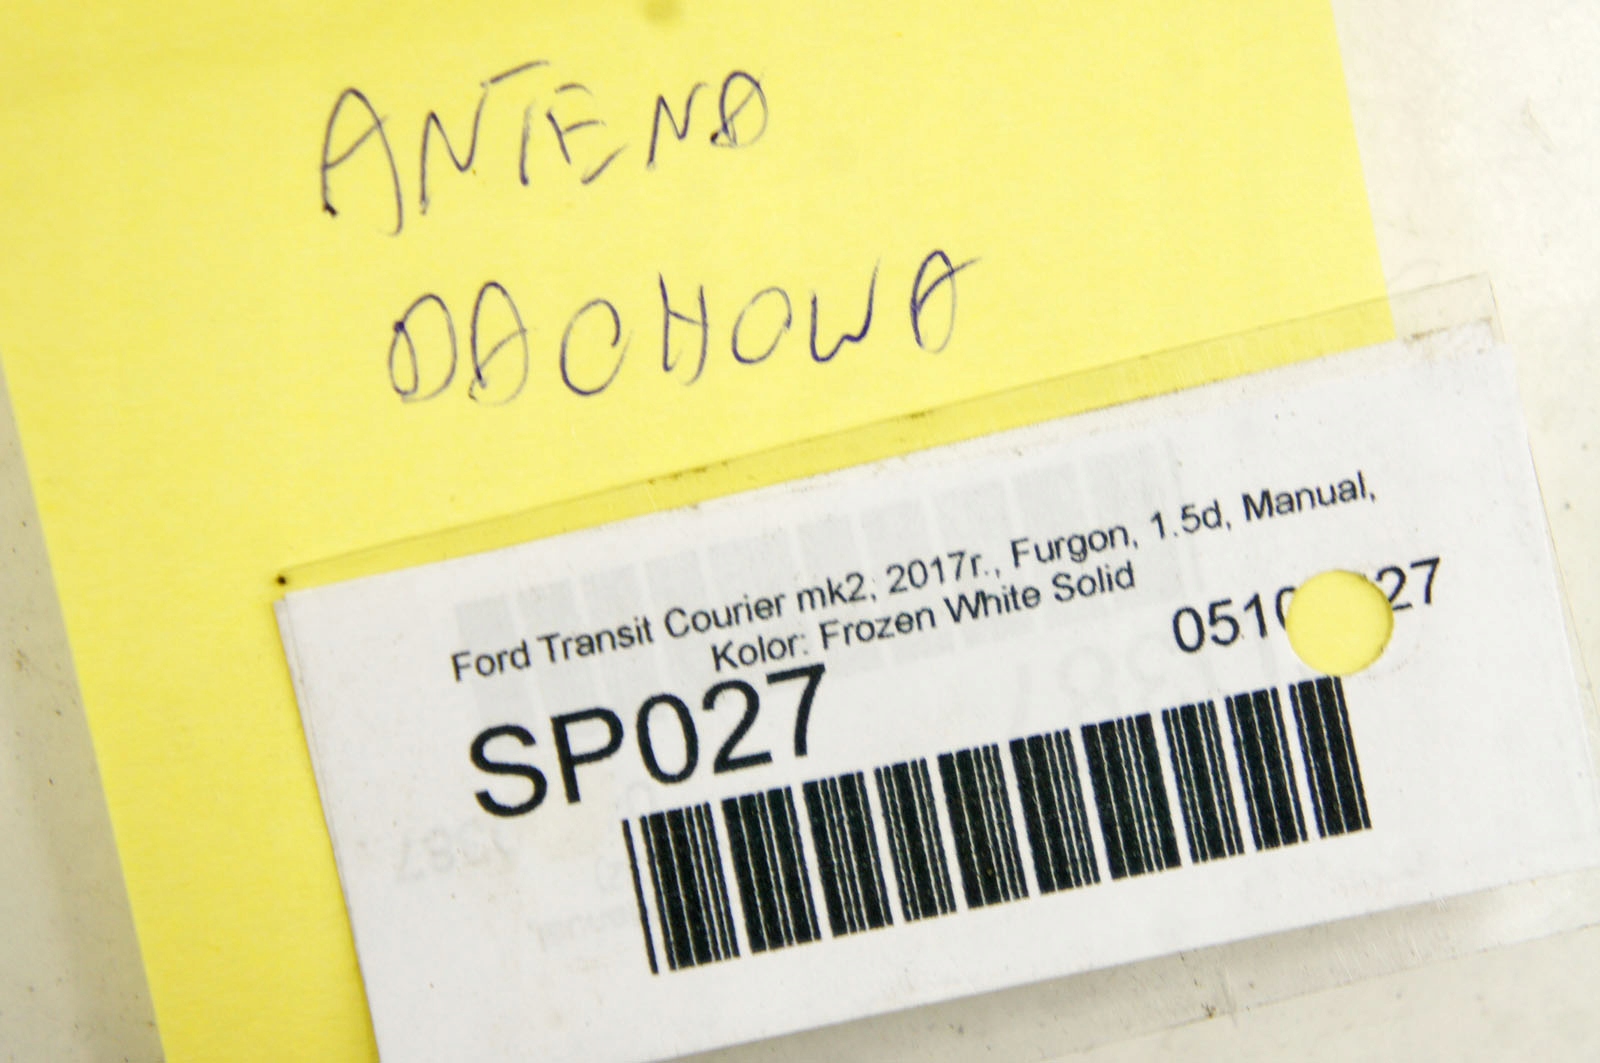 ANTENA
DACHOWA
Ford Transit Courier mk2, 2017r., Furgon, 1.5d, Manual,
Kolor: Frozen White Solid
SP027